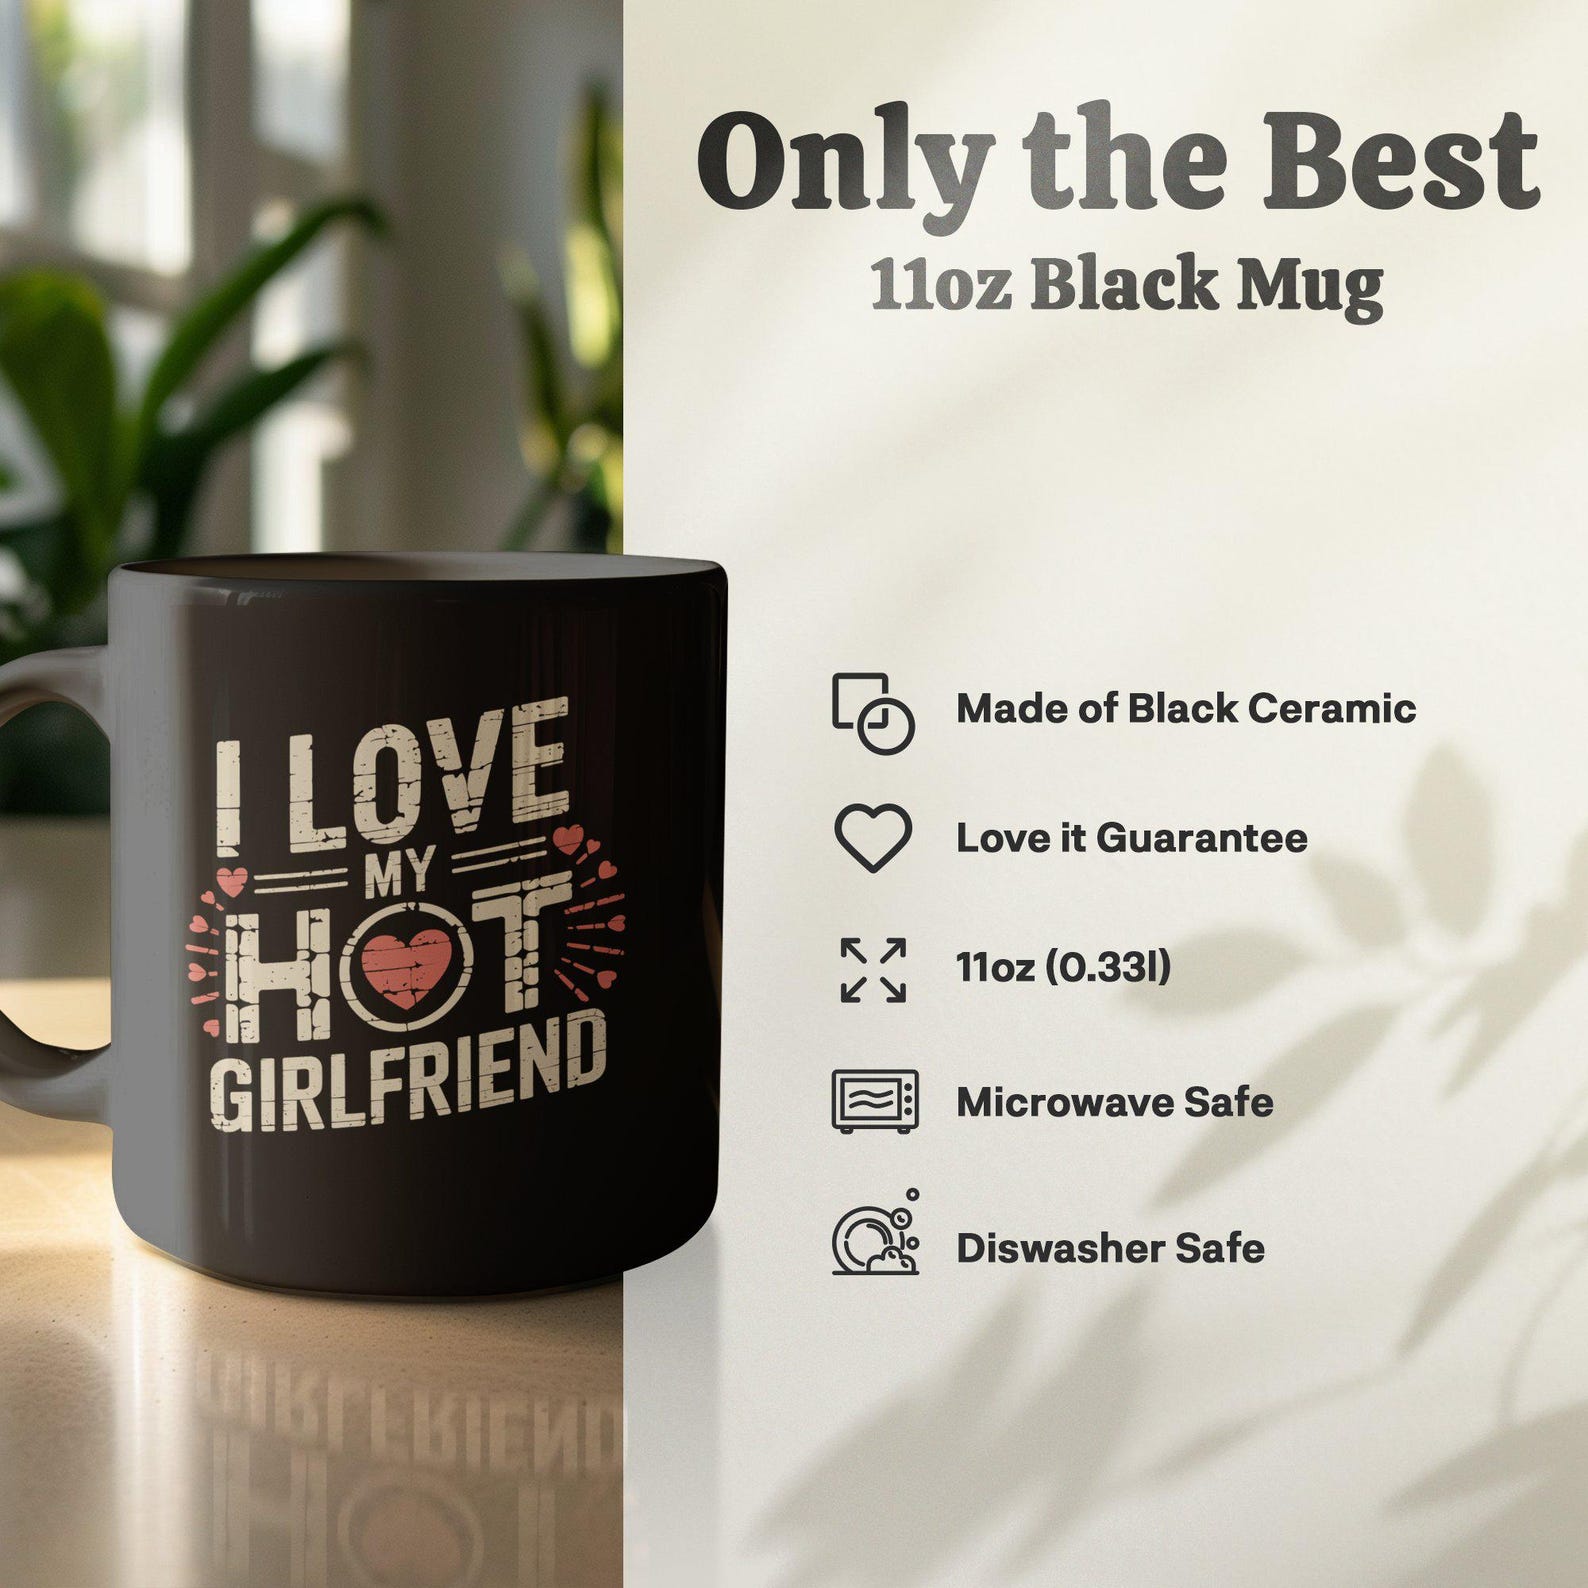 Only the Best
11oz Black Mug
I LOVE
MY
HOT
GIRLFRIEND
Made of Black Ceramic
Love it Guarantee
11oz (0.33l)
Microwave Safe
Diswasher Safe